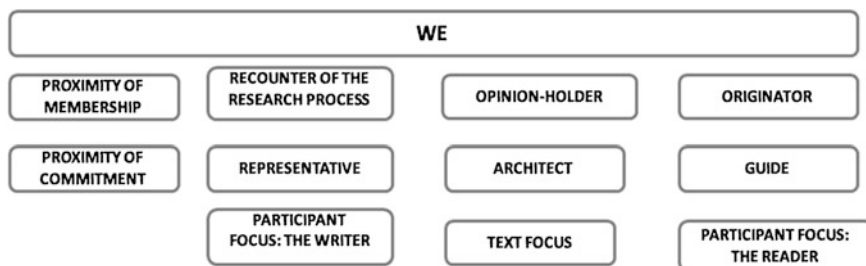 WE
PROXIMITY OF
MEMBERSHIP
RECOUNTER OF THE
RESEARCH PROCESS
OPINION-HOLDER
ORIGINATOR
PROXIMITY OF
COMMITMENT
REPRESENTATIVE
ARCHITECT
GUIDE
PARTICIPANT
FOCUS: THE WRITER
TEXT FOCUS
PARTICIPANT FOCUS:
THE READER